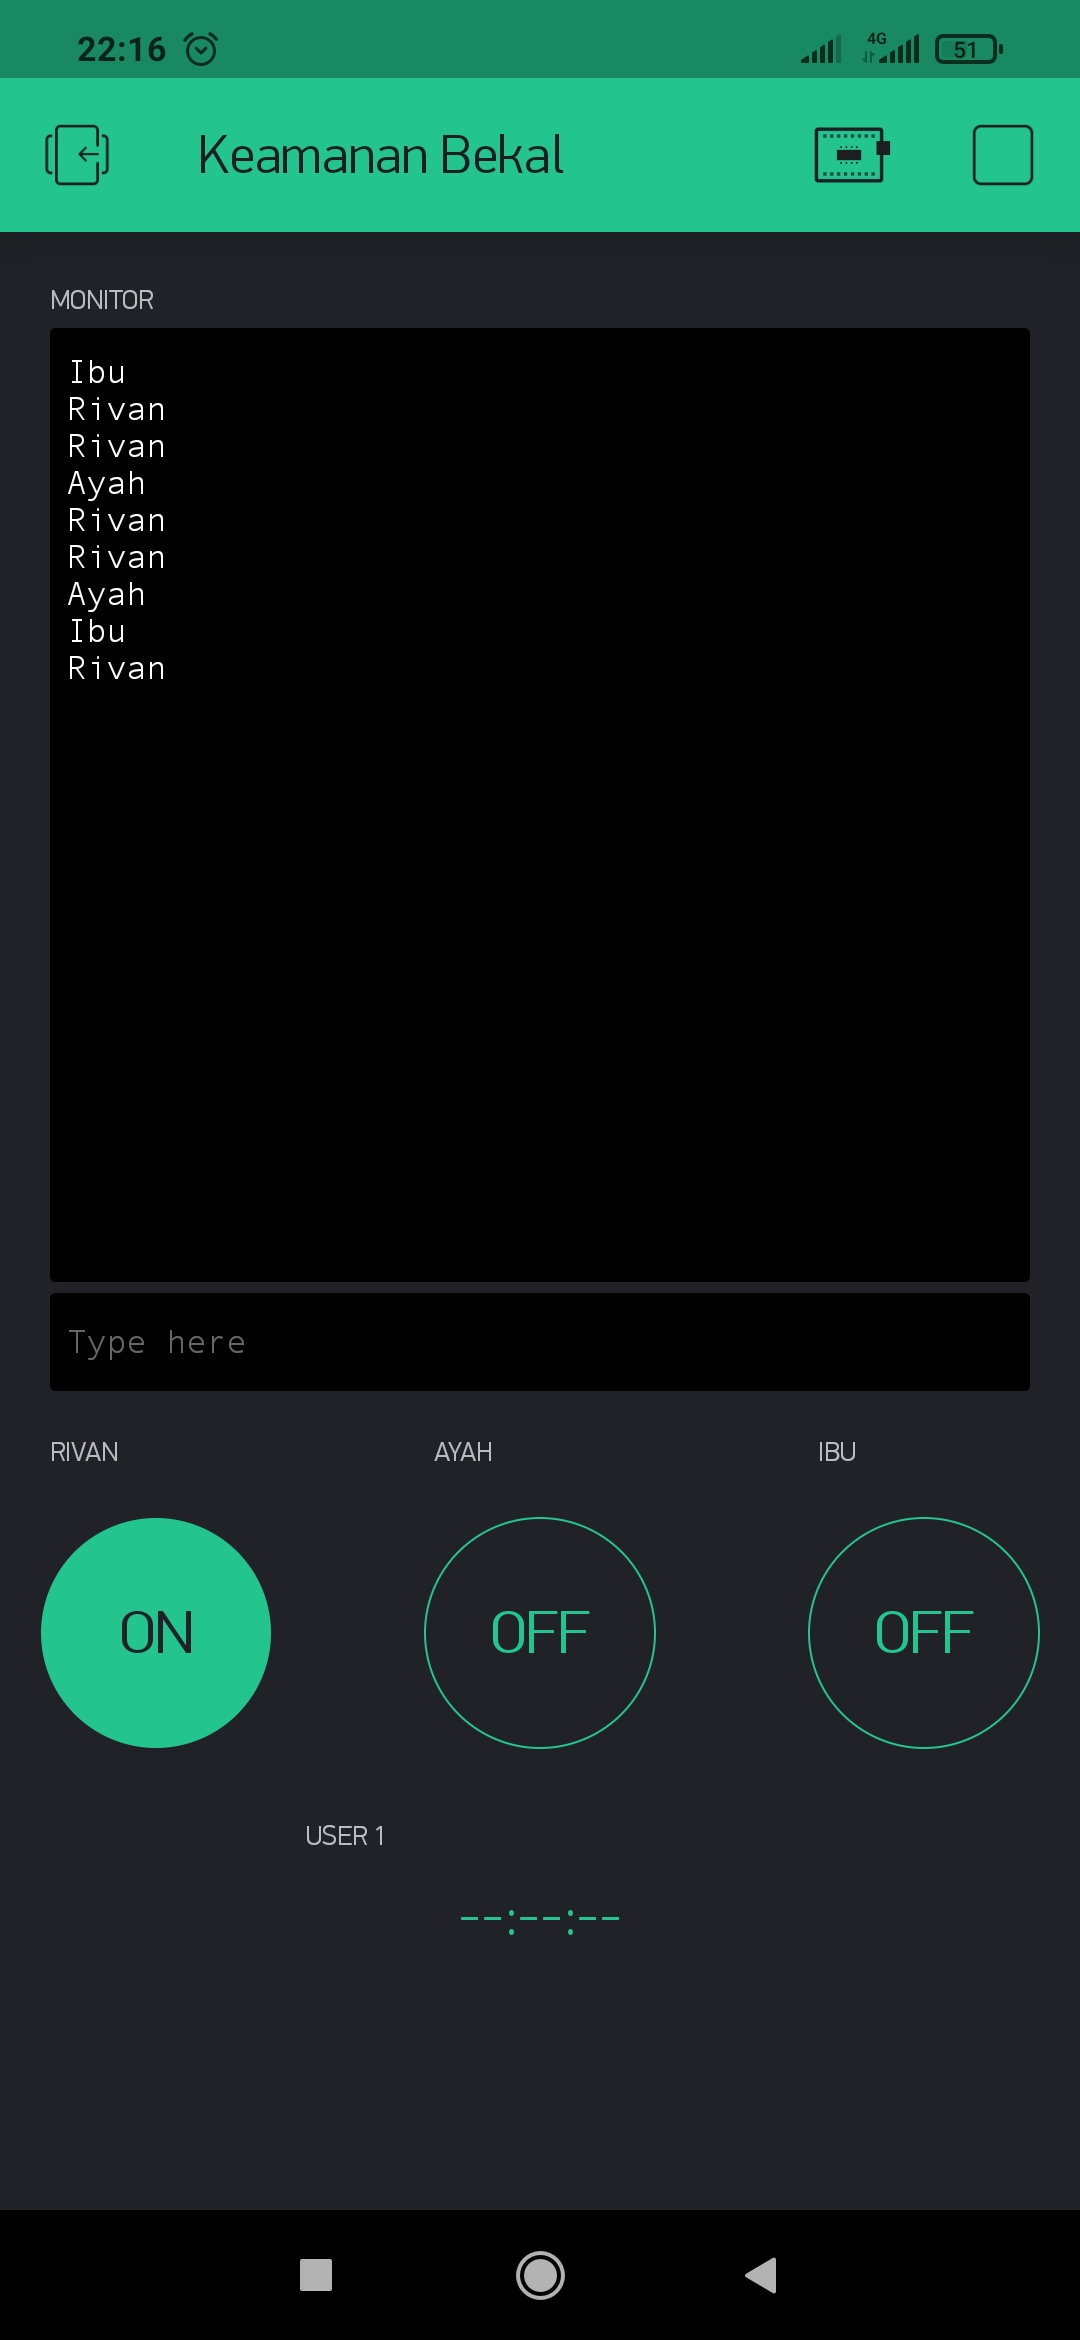 22:16
4G
51
Keamanan Bekal
MONITOR
Ibu
Rivan
Rivan
Ayah
Rivan
Rivan
Ayah
Ibu
Rivan
Type here
RIVAN AYAH IBU
ON OFF OFF
USER 1
--:--:--